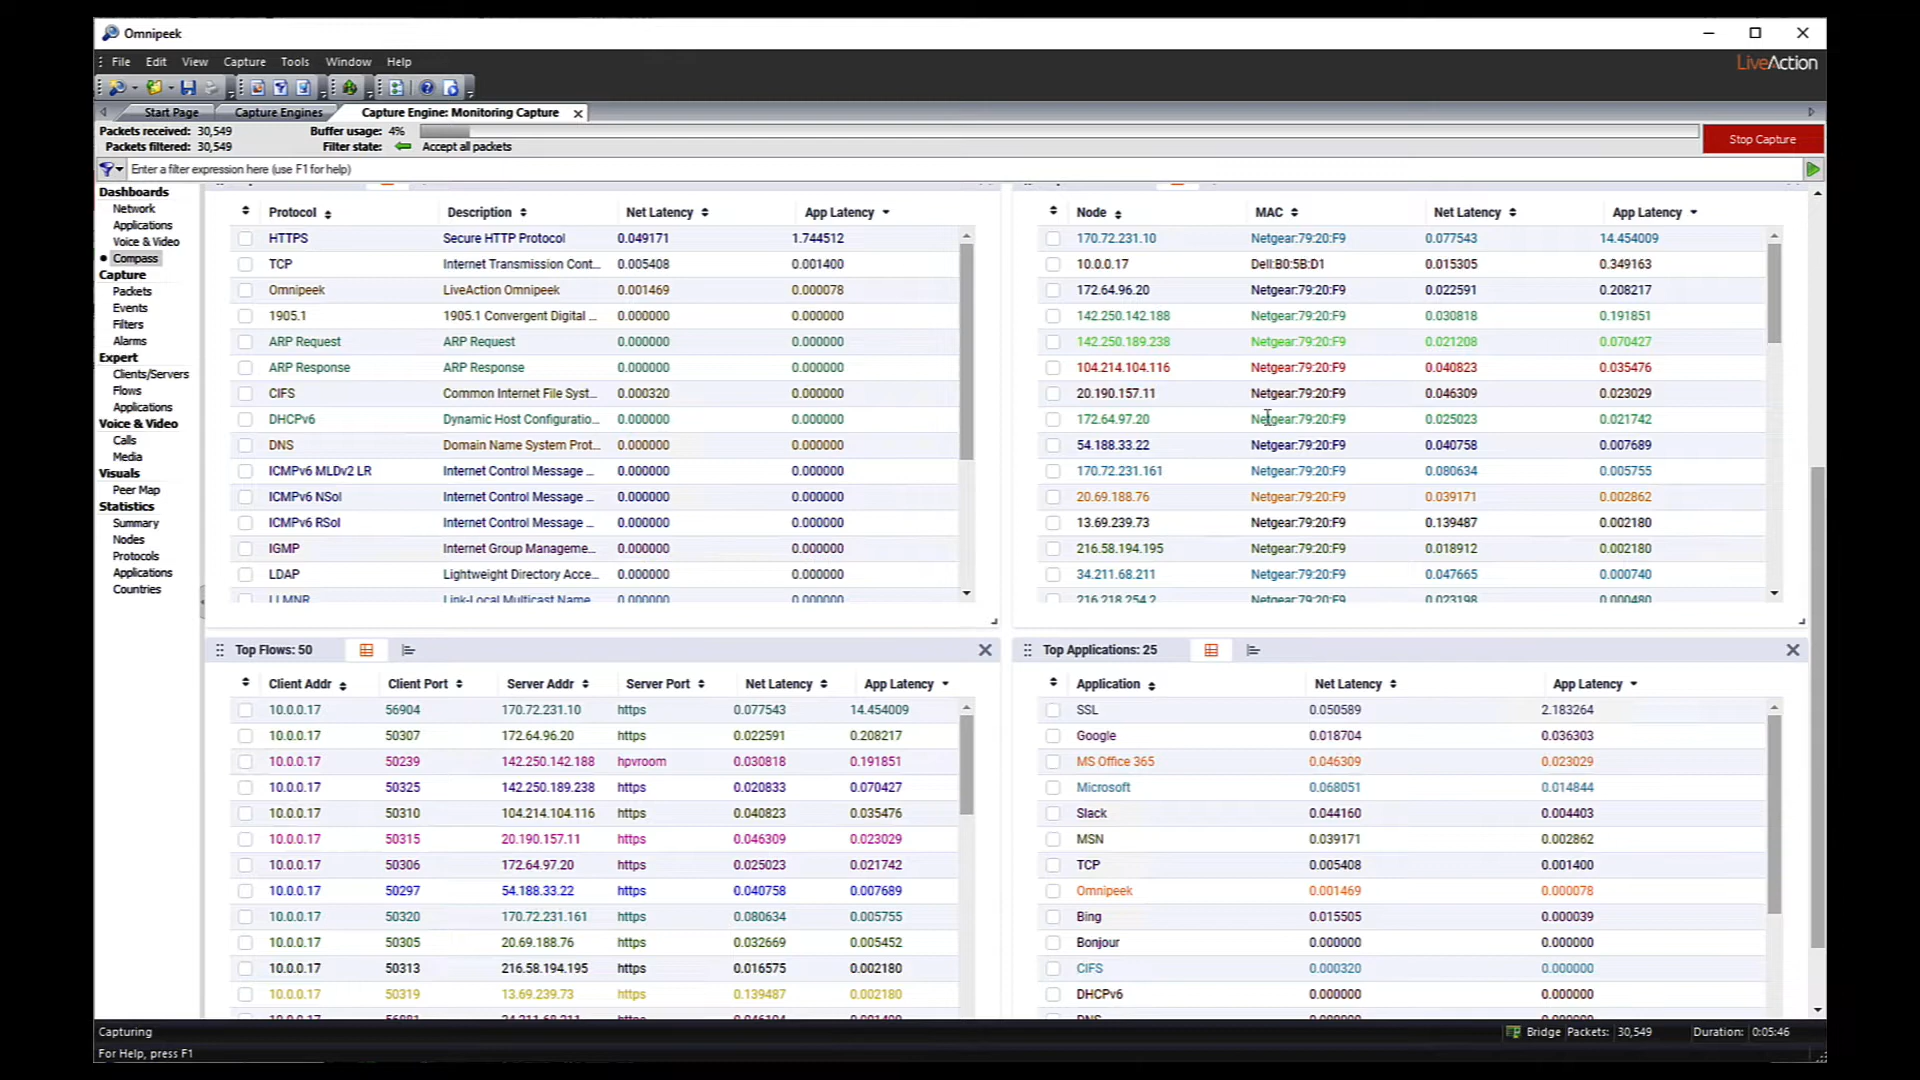 Omnipeek
File Edit View Capture Tools Window Help
LiveAction
Start Page Capture Engines Capture Engine: Monitoring Capture
Packets received: 30,549 Buffer usage: 4%
Packets filtered: 30,549 Filter state: Accept all packets
Stop Capture
Enter a filter expression here (use F1 for help)
Dashboards
Network
Applications
Voice & Video
Compass
Capture
Packets
Events
Filters
Alarms
Expert
Clients/Servers
Flows
Applications
Voice & Video
Calls
Media
Visuals
Peer Map
Statistics
Summary
Nodes
Protocols
Applications
Countries
Protocol Description Net Latency App Latency
HTTPS Secure HTTP Protocol 0.049171 1.744512
TCP Internet Transmission Cont... 0.005408 0.001400
Omnipeek LiveAction Omnipeek 0.001469 0.000078
1905.1 1905.1 Convergent Digital ... 0.000000 0.000000
ARP Request ARP Request 0.000000 0.000000
ARP Response ARP Response 0.000000 0.000000
CIFS Common Internet File Syst... 0.000320 0.000000
DHCPv6 Dynamic Host Configuratio... 0.000000 0.000000
DNS Domain Name System Prot... 0.000000 0.000000
ICMPv6 MLDv2 LR Internet Control Message ... 0.000000 0.000000
ICMPv6 NSol Internet Control Message ... 0.000000 0.000000
ICMPv6 RSol Internet Control Message ... 0.000000 0.000000
IGMP Internet Group Manageme... 0.000000 0.000000
LDAP Lightweight Directory Acce... 0.000000 0.000000
LLMNR Link-Local Multicast Name 0.000000 0.000000
Node MAC Net Latency App Latency
170.72.231.10 Netgear:79:20:F9 0.077543 14.454009
10.0.0.17 Dell:B0:5B:D1 0.015305 0.349163
172.64.96.20 Netgear:79:20:F9 0.022591 0.208217
142.250.142.188 Netgear:79:20:F9 0.030818 0.191851
142.250.189.238 Netgear:79:20:F9 0.021208 0.070427
104.214.104.116 Netgear:79:20:F9 0.040823 0.035476
20.190.157.11 Netgear:79:20:F9 0.046309 0.023029
172.64.97.20 Netgear:79:20:F9 0.025023 0.021742
54.188.33.22 Netgear:79:20:F9 0.040758 0.007689
170.72.231.161 Netgear:79:20:F9 0.080634 0.005755
20.69.188.76 Netgear:79:20:F9 0.039171 0.002862
13.69.239.73 Netgear:79:20:F9 0.139487 0.002180
216.58.194.195 Netgear:79:20:F9 0.018912 0.002180
34.211.68.211 Netgear:79:20:F9 0.047665 0.000740
216.218.254.2 Netgear:79:20:F9 0.023198 0.000480
Top Flows: 50
Client Addr Client Port Server Addr Server Port Net Latency App Latency
10.0.0.17 56904 170.72.231.10 https 0.077543 14.454009
10.0.0.17 50307 172.64.96.20 https 0.022591 0.208217
10.0.0.17 50239 142.250.142.188 hpvroom 0.030818 0.191851
10.0.0.17 50325 142.250.189.238 https 0.020833 0.070427
10.0.0.17 50310 104.214.104.116 https 0.040823 0.035476
10.0.0.17 50315 20.190.157.11 https 0.046309 0.023029
10.0.0.17 50306 172.64.97.20 https 0.025023 0.021742
10.0.0.17 50297 54.188.33.22 https 0.040758 0.007689
10.0.0.17 50320 170.72.231.161 https 0.080634 0.005755
10.0.0.17 50305 20.69.188.76 https 0.032669 0.005452
10.0.0.17 50313 216.58.194.195 https 0.016575 0.002180
10.0.0.17 50319 13.69.239.73 https 0.139487 0.002180
Top Applications: 25
Application Net Latency App Latency
SSL 0.050589 2.183264
Google 0.018704 0.036303
MS Office 365 0.046309 0.023029
Microsoft 0.068051 0.014844
Slack 0.044160 0.004403
MSN 0.039171 0.002862
TCP 0.005408 0.001400
Omnipeek 0.001469 0.000078
Bing 0.015505 0.000039
Bonjour 0.000000 0.000000
CIFS 0.000320 0.000000
DHCPv6 0.000000 0.000000
DNS 0.000000 0.000000
Capturing
Bridge Packets: 30,549 Duration: 0:05:46
For Help, press F1